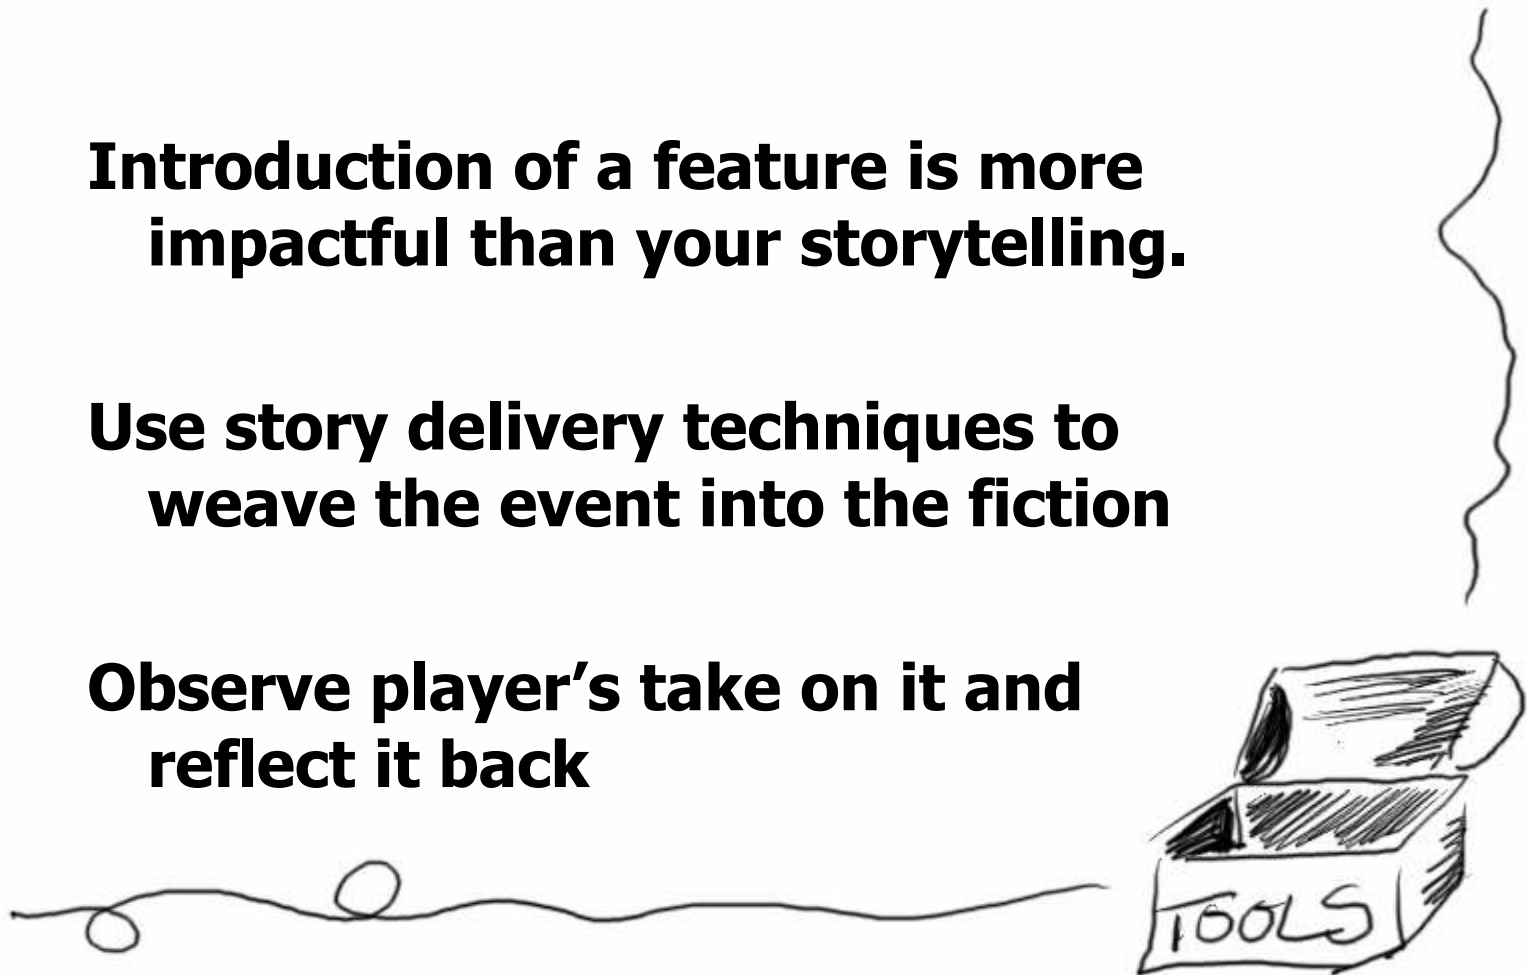 Introduction of a feature is more
impactful than your storytelling.
Use story delivery techniques to
weave the event into the fiction
Observe player’s take on it and
reflect it back
TOOLS